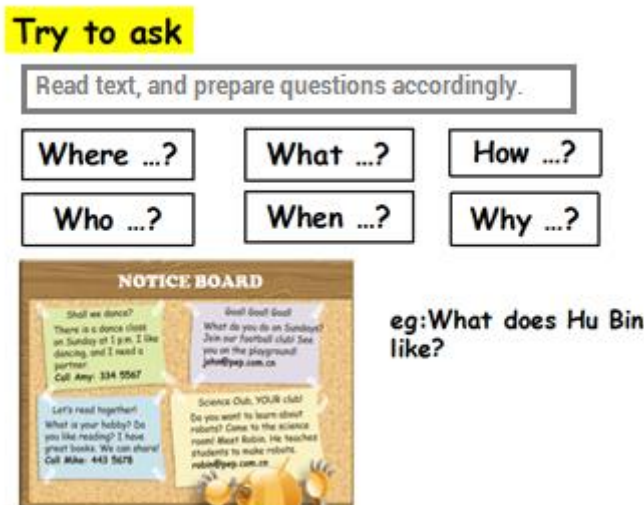 Try to ask
Read text, and prepare questions accordingly.
Where ...?
What ...?
How ...?
Who ...?
When ...?
Why ...?
NOTICE BOARD
Shall we dance?
There is a dance class
on Sunday at 1 p.m. I like
dancing, and I need a
partner.
Call Amy: 334 5567
Goal! Goal! Goal!
What do you do on Sundays?
Join our football club! See
you on the playground!
john@pep.com.cn
Let's read together!
What is your hobby? Do
you like reading? I have
great books. We can share!
Call Mike: 443 5678
Science Club, YOUR club!
Do you want to learn about
robots? Come to the science
room! Meet Robin. He teaches
students to make robots.
robin@pep.com.cn
eg:What does Hu Bin
like?